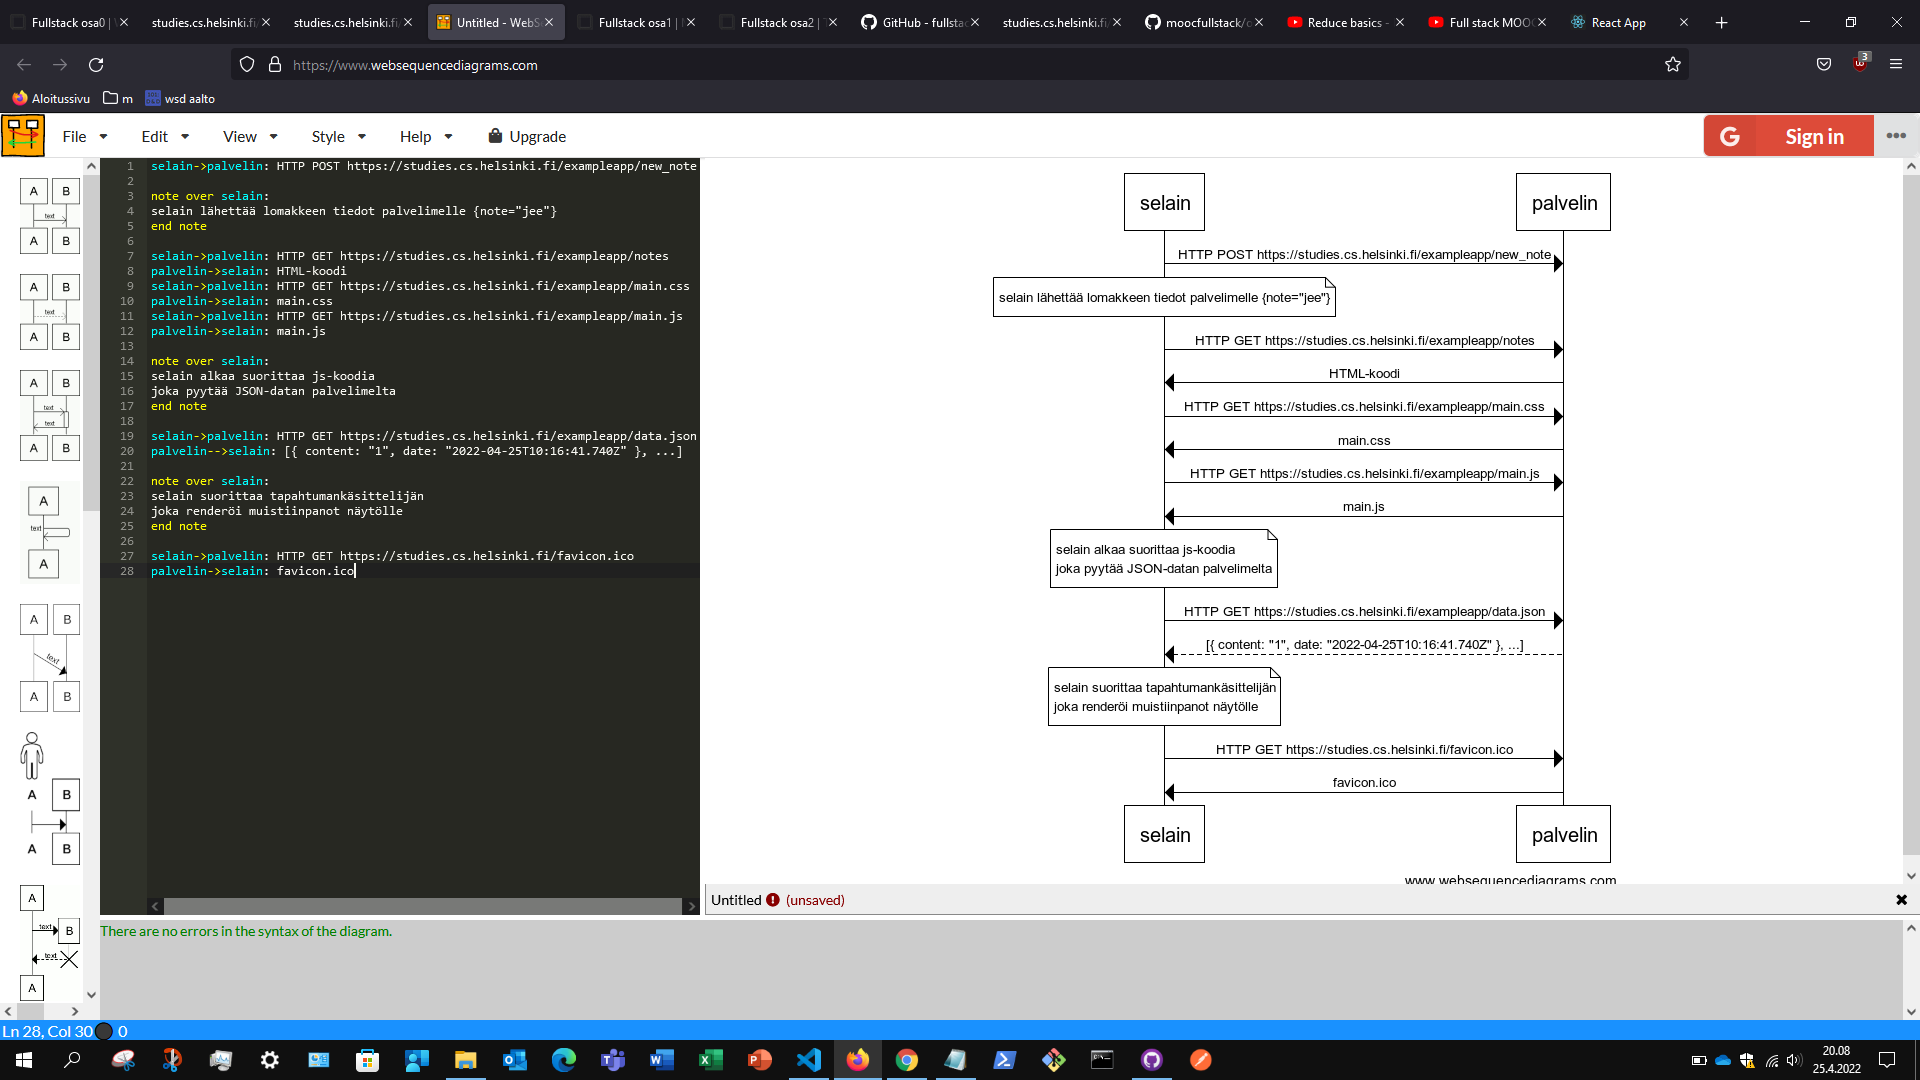 Fullstack osa0 |
studies.cs.helsinki.fi/
studies.cs.helsinki.fi/
Untitled - WebS
Fullstack osa1 |
Fullstack osa2 |
GitHub - fullsta
studies.cs.helsinki.fi/
moocfullstack/o
Reduce basics -
Full stack MOO
React App
https://www.websequencediagrams.com
3
Aloitussivu
m
wsd aalto
File
Edit
View
Style
Help
Upgrade
G
Sign in
A B
text
A B
A B
text
A B
A B
text
text
A B
A
text
A
A B
text
A B
A B
A B
A
text B
text
A
1 selain->palvelin: HTTP POST https://studies.cs.helsinki.fi/exampleapp/new_note
2
3 note over selain:
4 selain lähettää lomakkeen tiedot palvelimelle {note="jee"}
5 end note
6
7 selain->palvelin: HTTP GET https://studies.cs.helsinki.fi/exampleapp/notes
8 palvelin->selain: HTML-koodi
9 selain->palvelin: HTTP GET https://studies.cs.helsinki.fi/exampleapp/main.css
10 palvelin->selain: main.css
11 selain->palvelin: HTTP GET https://studies.cs.helsinki.fi/exampleapp/main.js
12 palvelin->selain: main.js
13
14 note over selain:
15 selain alkaa suorittaa js-koodia
16 joka pyytää JSON-datan palvelimelta
17 end note
18
19 selain->palvelin: HTTP GET https://studies.cs.helsinki.fi/exampleapp/data.json
20 palvelin-->selain: [{ content: "1", date: "2022-04-25T10:16:41.740Z" }, ...]
21
22 note over selain:
23 selain suorittaa tapahtumankäsittelijän
24 joka renderöi muistiinpanot näytölle
25 end note
26
27 selain->palvelin: HTTP GET https://studies.cs.helsinki.fi/favicon.ico
28 palvelin->selain: favicon.ico
selain
palvelin
HTTP POST https://studies.cs.helsinki.fi/exampleapp/new_note
selain lähettää lomakkeen tiedot palvelimelle {note="jee"}
HTTP GET https://studies.cs.helsinki.fi/exampleapp/notes
HTML-koodi
HTTP GET https://studies.cs.helsinki.fi/exampleapp/main.css
main.css
HTTP GET https://studies.cs.helsinki.fi/exampleapp/main.js
main.js
selain alkaa suorittaa js-koodia
joka pyytää JSON-datan palvelimelta
HTTP GET https://studies.cs.helsinki.fi/exampleapp/data.json
[{ content: "1", date: "2022-04-25T10:16:41.740Z" }, ...]
selain suorittaa tapahtumankäsittelijän
joka renderöi muistiinpanot näytölle
HTTP GET https://studies.cs.helsinki.fi/favicon.ico
favicon.ico
selain
palvelin
www.websequencediagrams.com
Untitled (unsaved)
There are no errors in the syntax of the diagram.
Ln 28, Col 30 0
20.08
25.4.2022